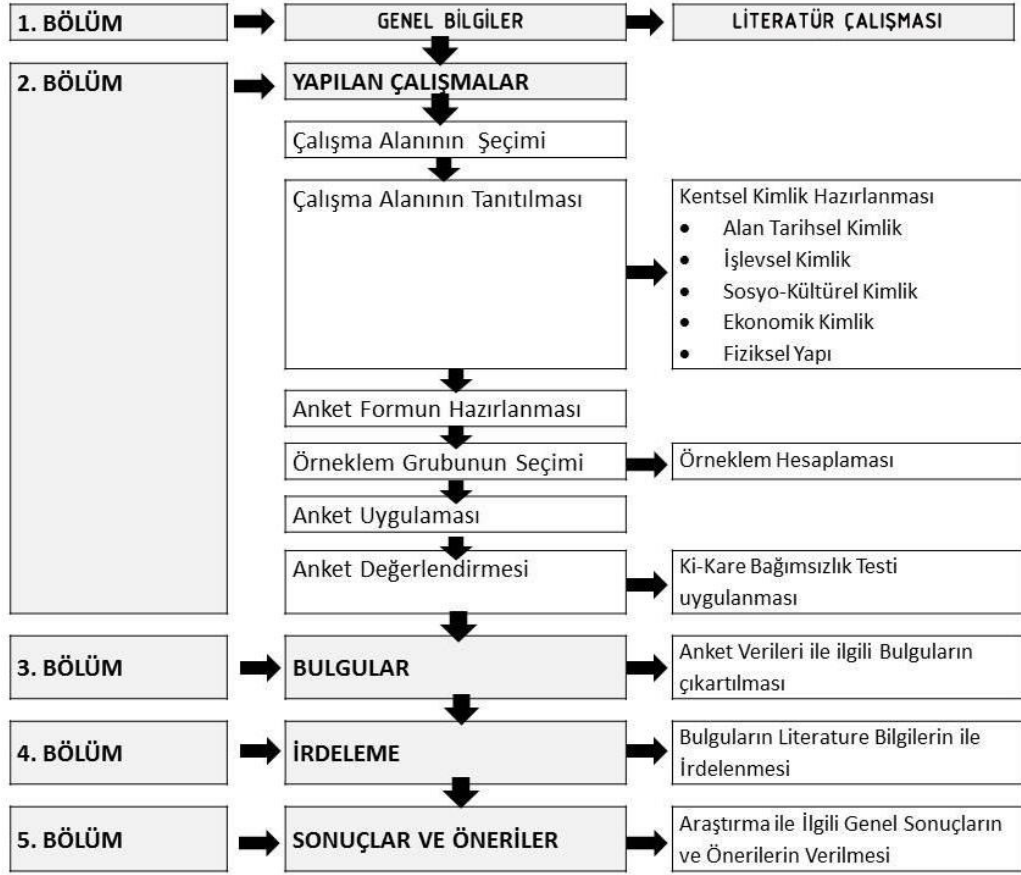 1. BÖLÜM
GENEL BİLGİLER
LİTERATÜR ÇALIŞMASI
2. BÖLÜM
YAPILAN ÇALIŞMALAR
Çalışma Alanının Seçimi
Çalışma Alanının Tanıtılması
Kentsel Kimlik Hazırlanması
• Alan Tarihsel Kimlik
• İşlevsel Kimlik
• Sosyo-Kültürel Kimlik
• Ekonomik Kimlik
• Fiziksel Yapı
Anket Formun Hazırlanması
Örneklem Grubunun Seçimi
Örneklem Hesaplaması
Anket Uygulaması
Anket Değerlendirmesi
Ki-Kare Bağımsızlık Testi
uygulanması
3. BÖLÜM
BULGULAR
Anket Verileri ile ilgili Bulguların
çıkartılması
4. BÖLÜM
İRDELEME
Bulguların Literature Bilgilerin ile
İrdelenmesi
5. BÖLÜM
SONUÇLAR VE ÖNERİLER
Araştırma ile İlgili Genel Sonuçların
ve Önerilerin Verilmesi